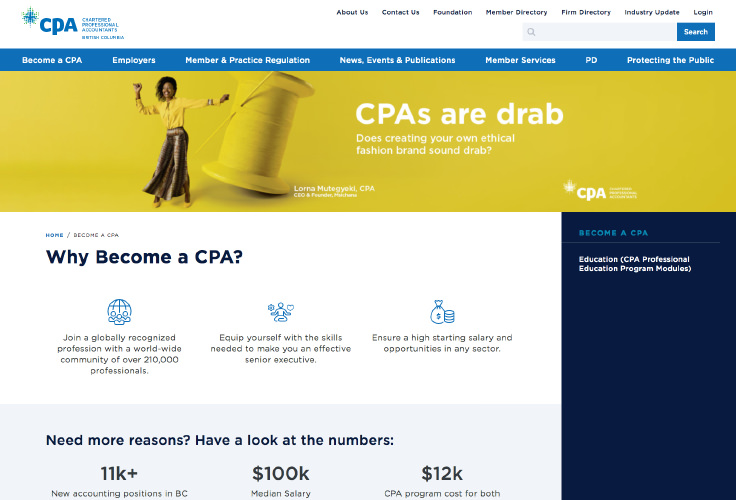 About Us Contact Us Foundation Member Directory Firm Directory Industry Update Login
CPA
CHARTERED
PROFESSIONAL
ACCOUNTANTS
BRITISH COLUMBIA
Search
Become a CPA Employers Member & Practice Regulation News, Events & Publications Member Services PD Protecting the Public
CPAs are drab
Does creating your own ethical
fashion brand sound drab?
Lorna Mutegyeki, CPA
CEO & Founder, Msichana
CPA
CHARTERED
PROFESSIONAL
ACCOUNTANTS
HOME / BECOME A CPA
Why Become a CPA?
Join a globally recognized
profession with a world-wide
community of over 210,000
professionals.
Equip yourself with the skills
needed to make you an effective
senior executive.
$
Ensure a high starting salary and
opportunities in any sector.
BECOME A CPA
Education (CPA Professional
Education Program Modules)
Need more reasons? Have a look at the numbers:
11k+ $100k $12k
New accounting positions in BC Median Salary CPA program cost for both